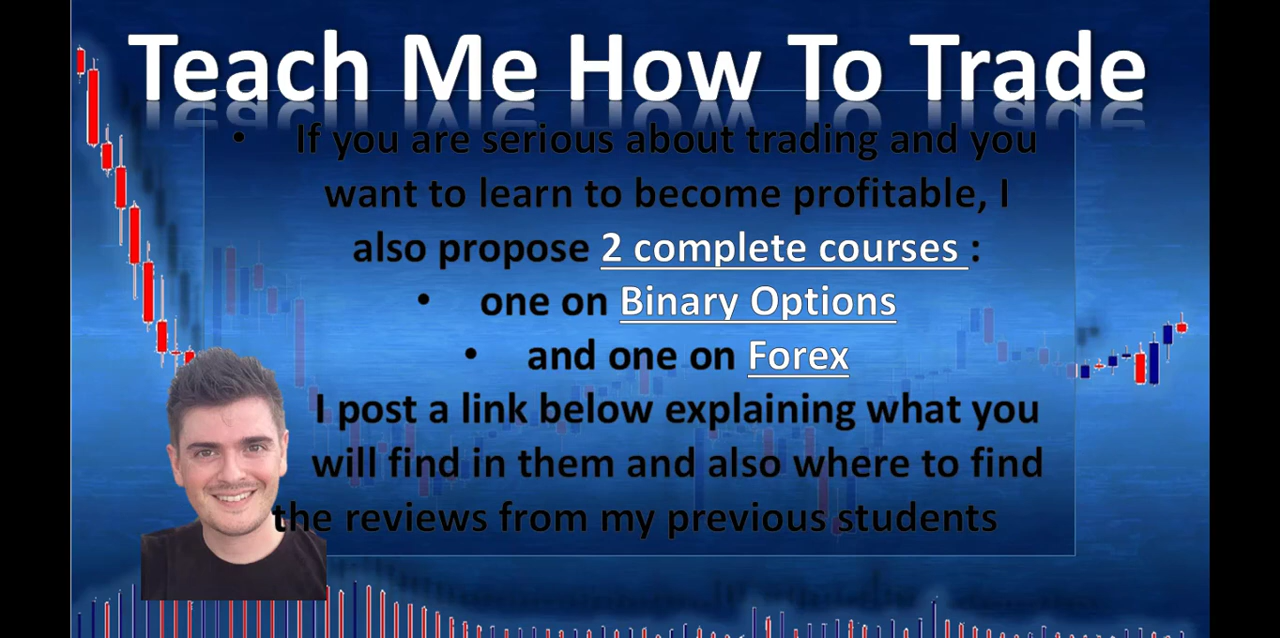 Teach Me How To Trade
• If you are serious about trading and you
want to learn to become profitable, I
also propose 2 complete courses :
• one on Binary Options
• and one on Forex
I post a link below explaining what you
will find in them and also where to find
the reviews from my previous students